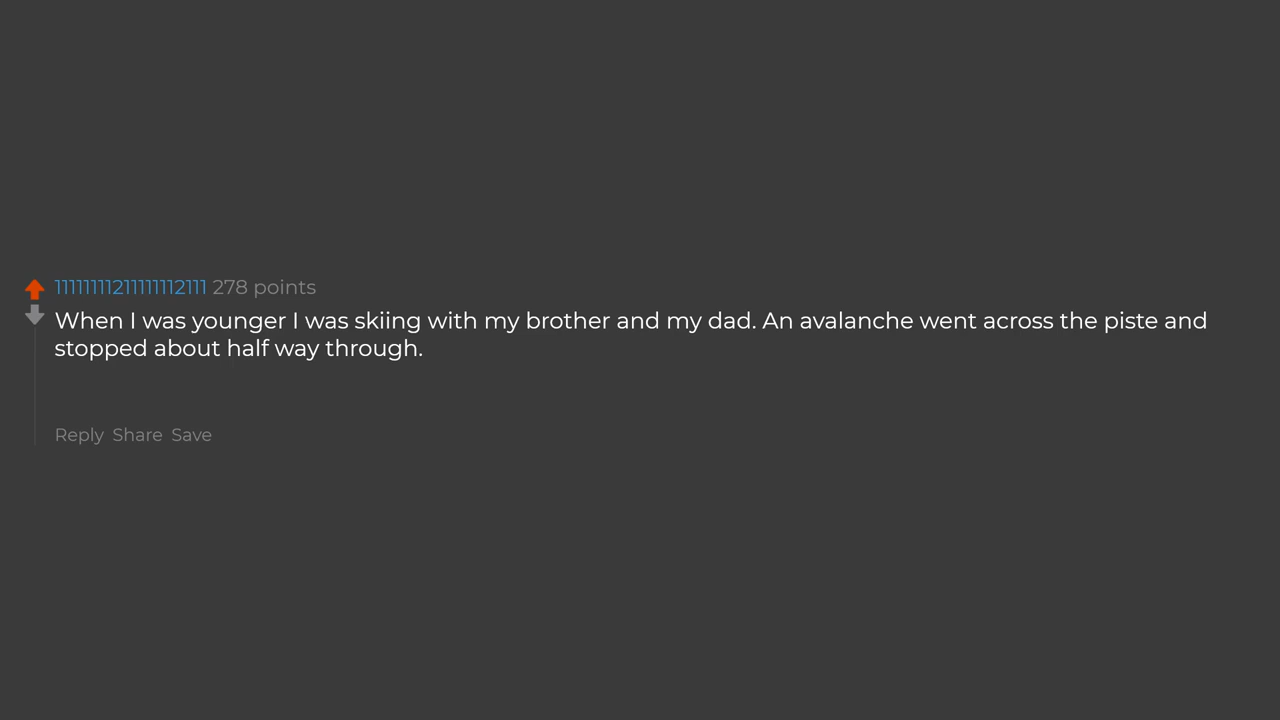 111111112111111112111 278 points
When I was younger I was skiing with my brother and my dad. An avalanche went across the piste and
stopped about half way through.
Reply Share Save